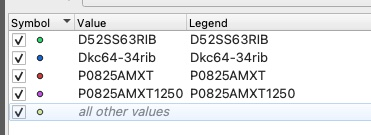 Symbol Value Legend
D52SS63RIB D52SS63RIB
Dkc64-34rib Dkc64-34rib
P0825AMXT P0825AMXT
P0825AMXT1250 P0825AMXT1250
all other values